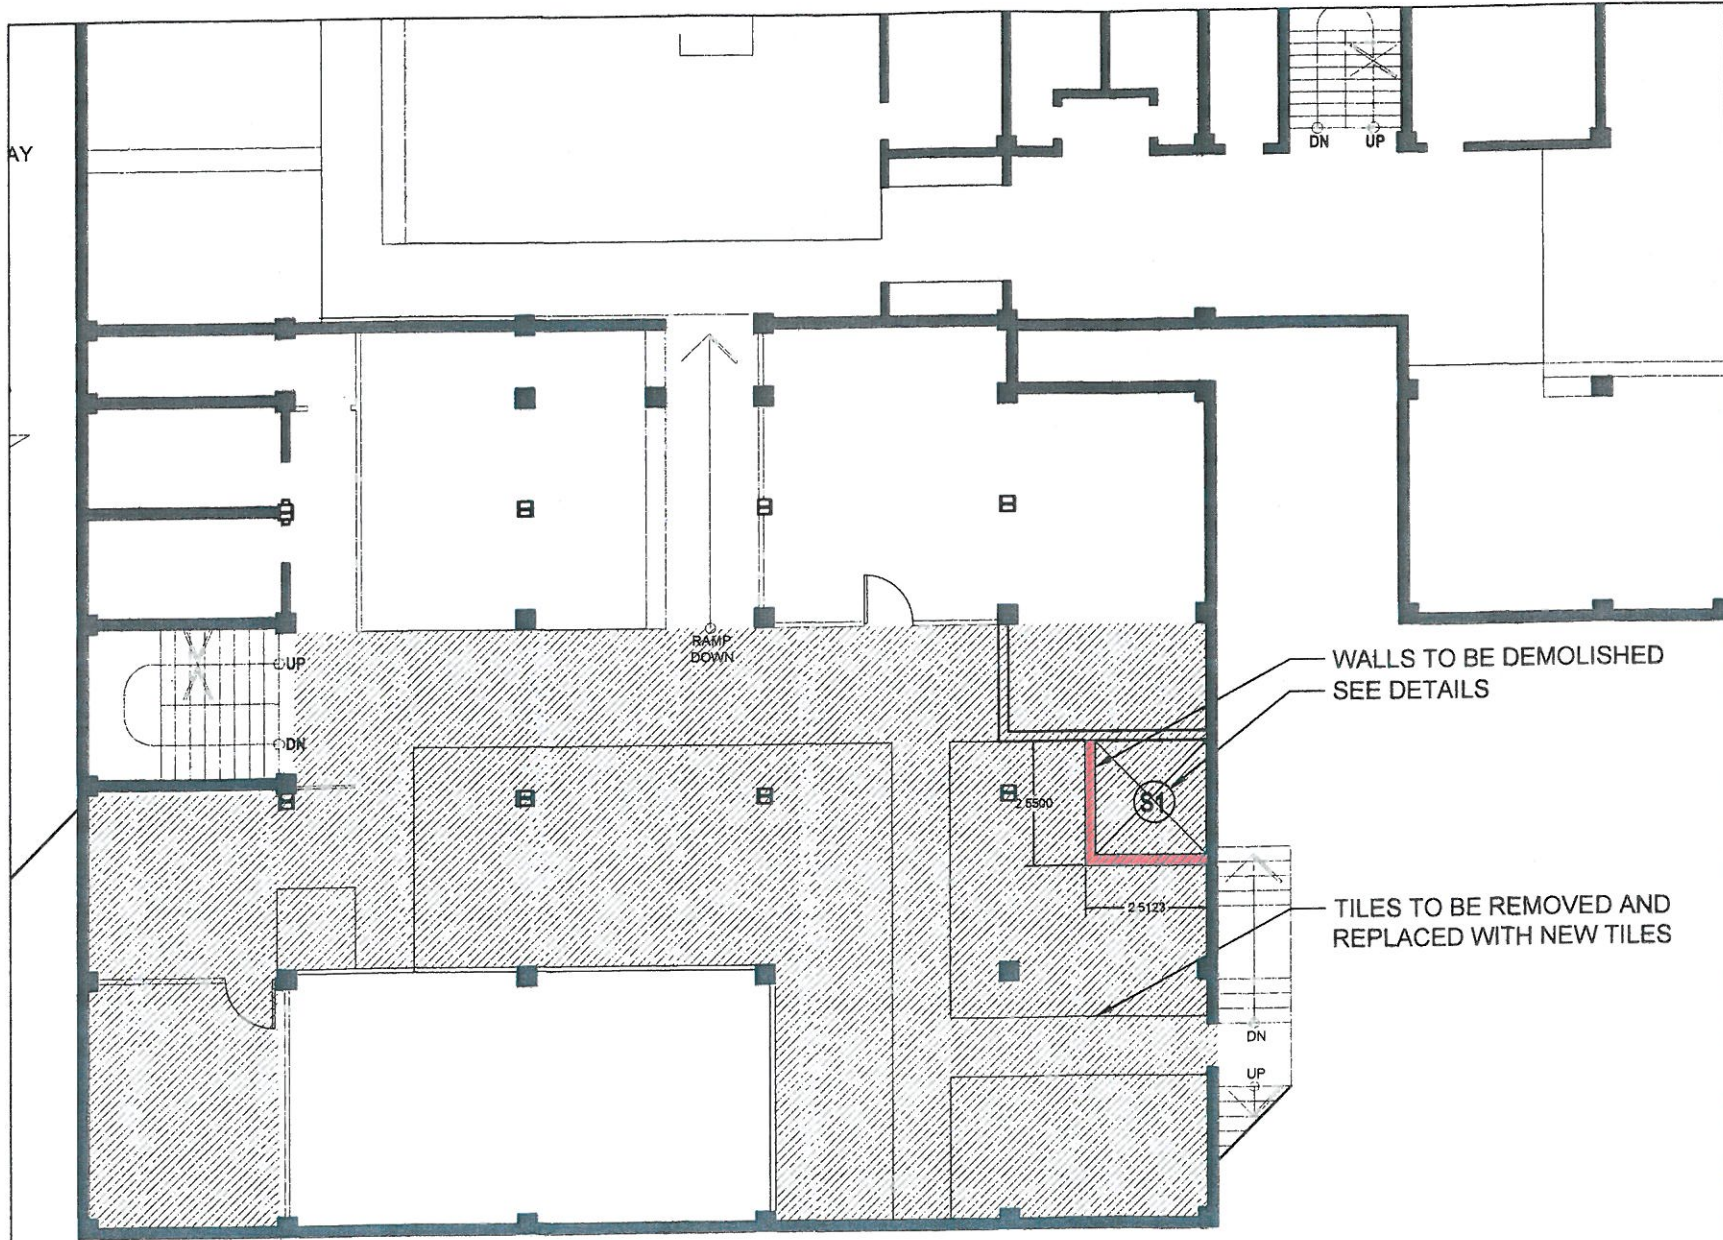 DN
UP
AY
RAMP
DOWN
UP
DN
WALLS TO BE DEMOLISHED
SEE DETAILS
S1
2.5500
2.5123
TILES TO BE REMOVED AND
REPLACED WITH NEW TILES
DN
UP